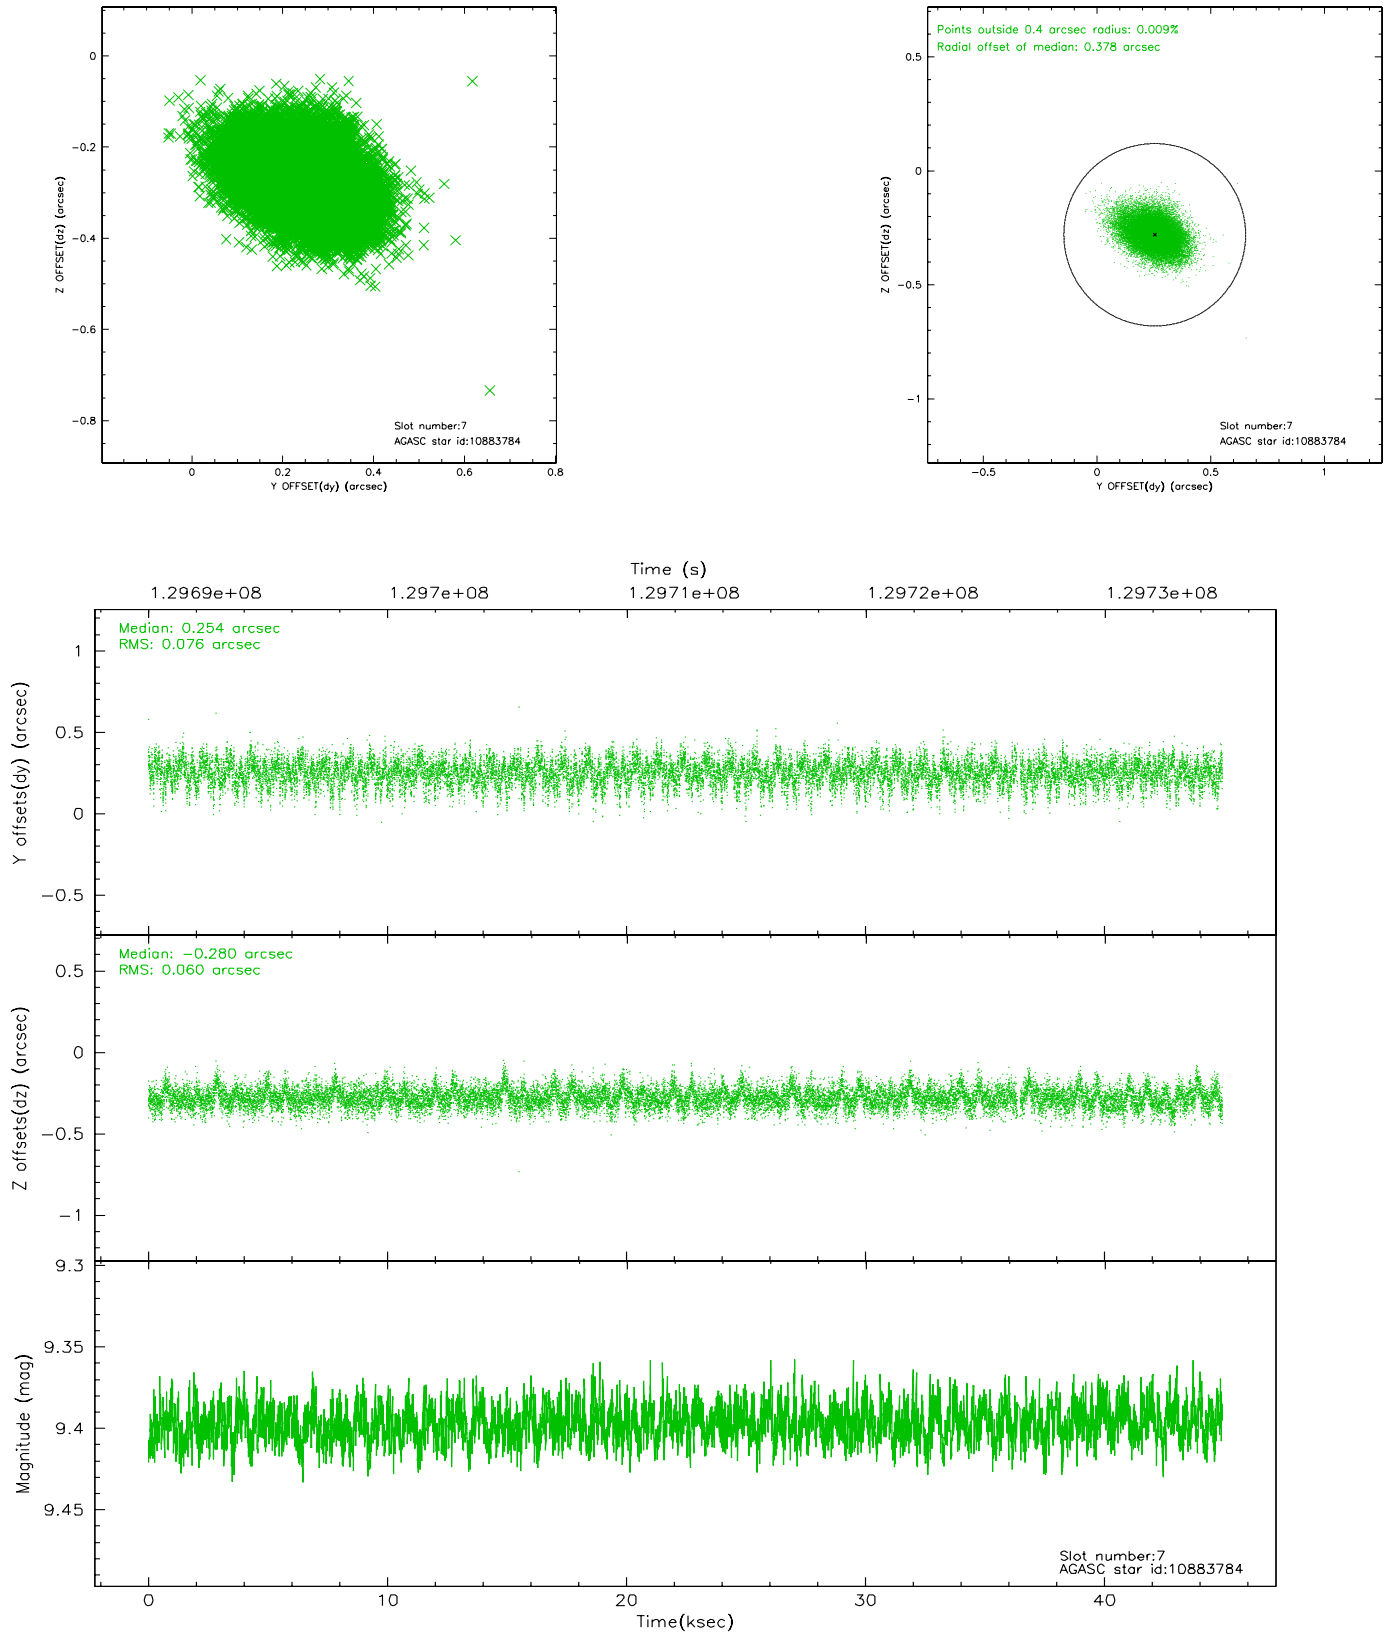 0
−0.2
−0.4
−0.6
−0.8
Z OFFSET(dz) (arcsec)
Slot number:7
AGASC star id:10883784
0 0.2 0.4 0.6 0.8
Y OFFSET(dy) (arcsec)
Points outside 0.4 arcsec radius: 0.009%
Radial offset of median: 0.378 arcsec
0.5
0
−0.5
−1
Z OFFSET(dz) (arcsec)
Slot number:7
AGASC star id:10883784
−0.5 0 0.5 1
Y OFFSET(dy) (arcsec)
Time (s)
1.2969e+08 1.297e+08 1.2971e+08 1.2972e+08 1.2973e+08
Median: 0.254 arcsec
RMS: 0.076 arcsec
1
0.5
0
−0.5
Y offsets(dy) (arcsec)
Median: −0.280 arcsec
RMS: 0.060 arcsec
0.5
0
−0.5
−1
Z offsets(dz) (arcsec)
9.3
9.35
9.4
9.45
Magnitude (mag)
Slot number:7
AGASC star id:10883784
0 10 20 30 40
Time(ksec)